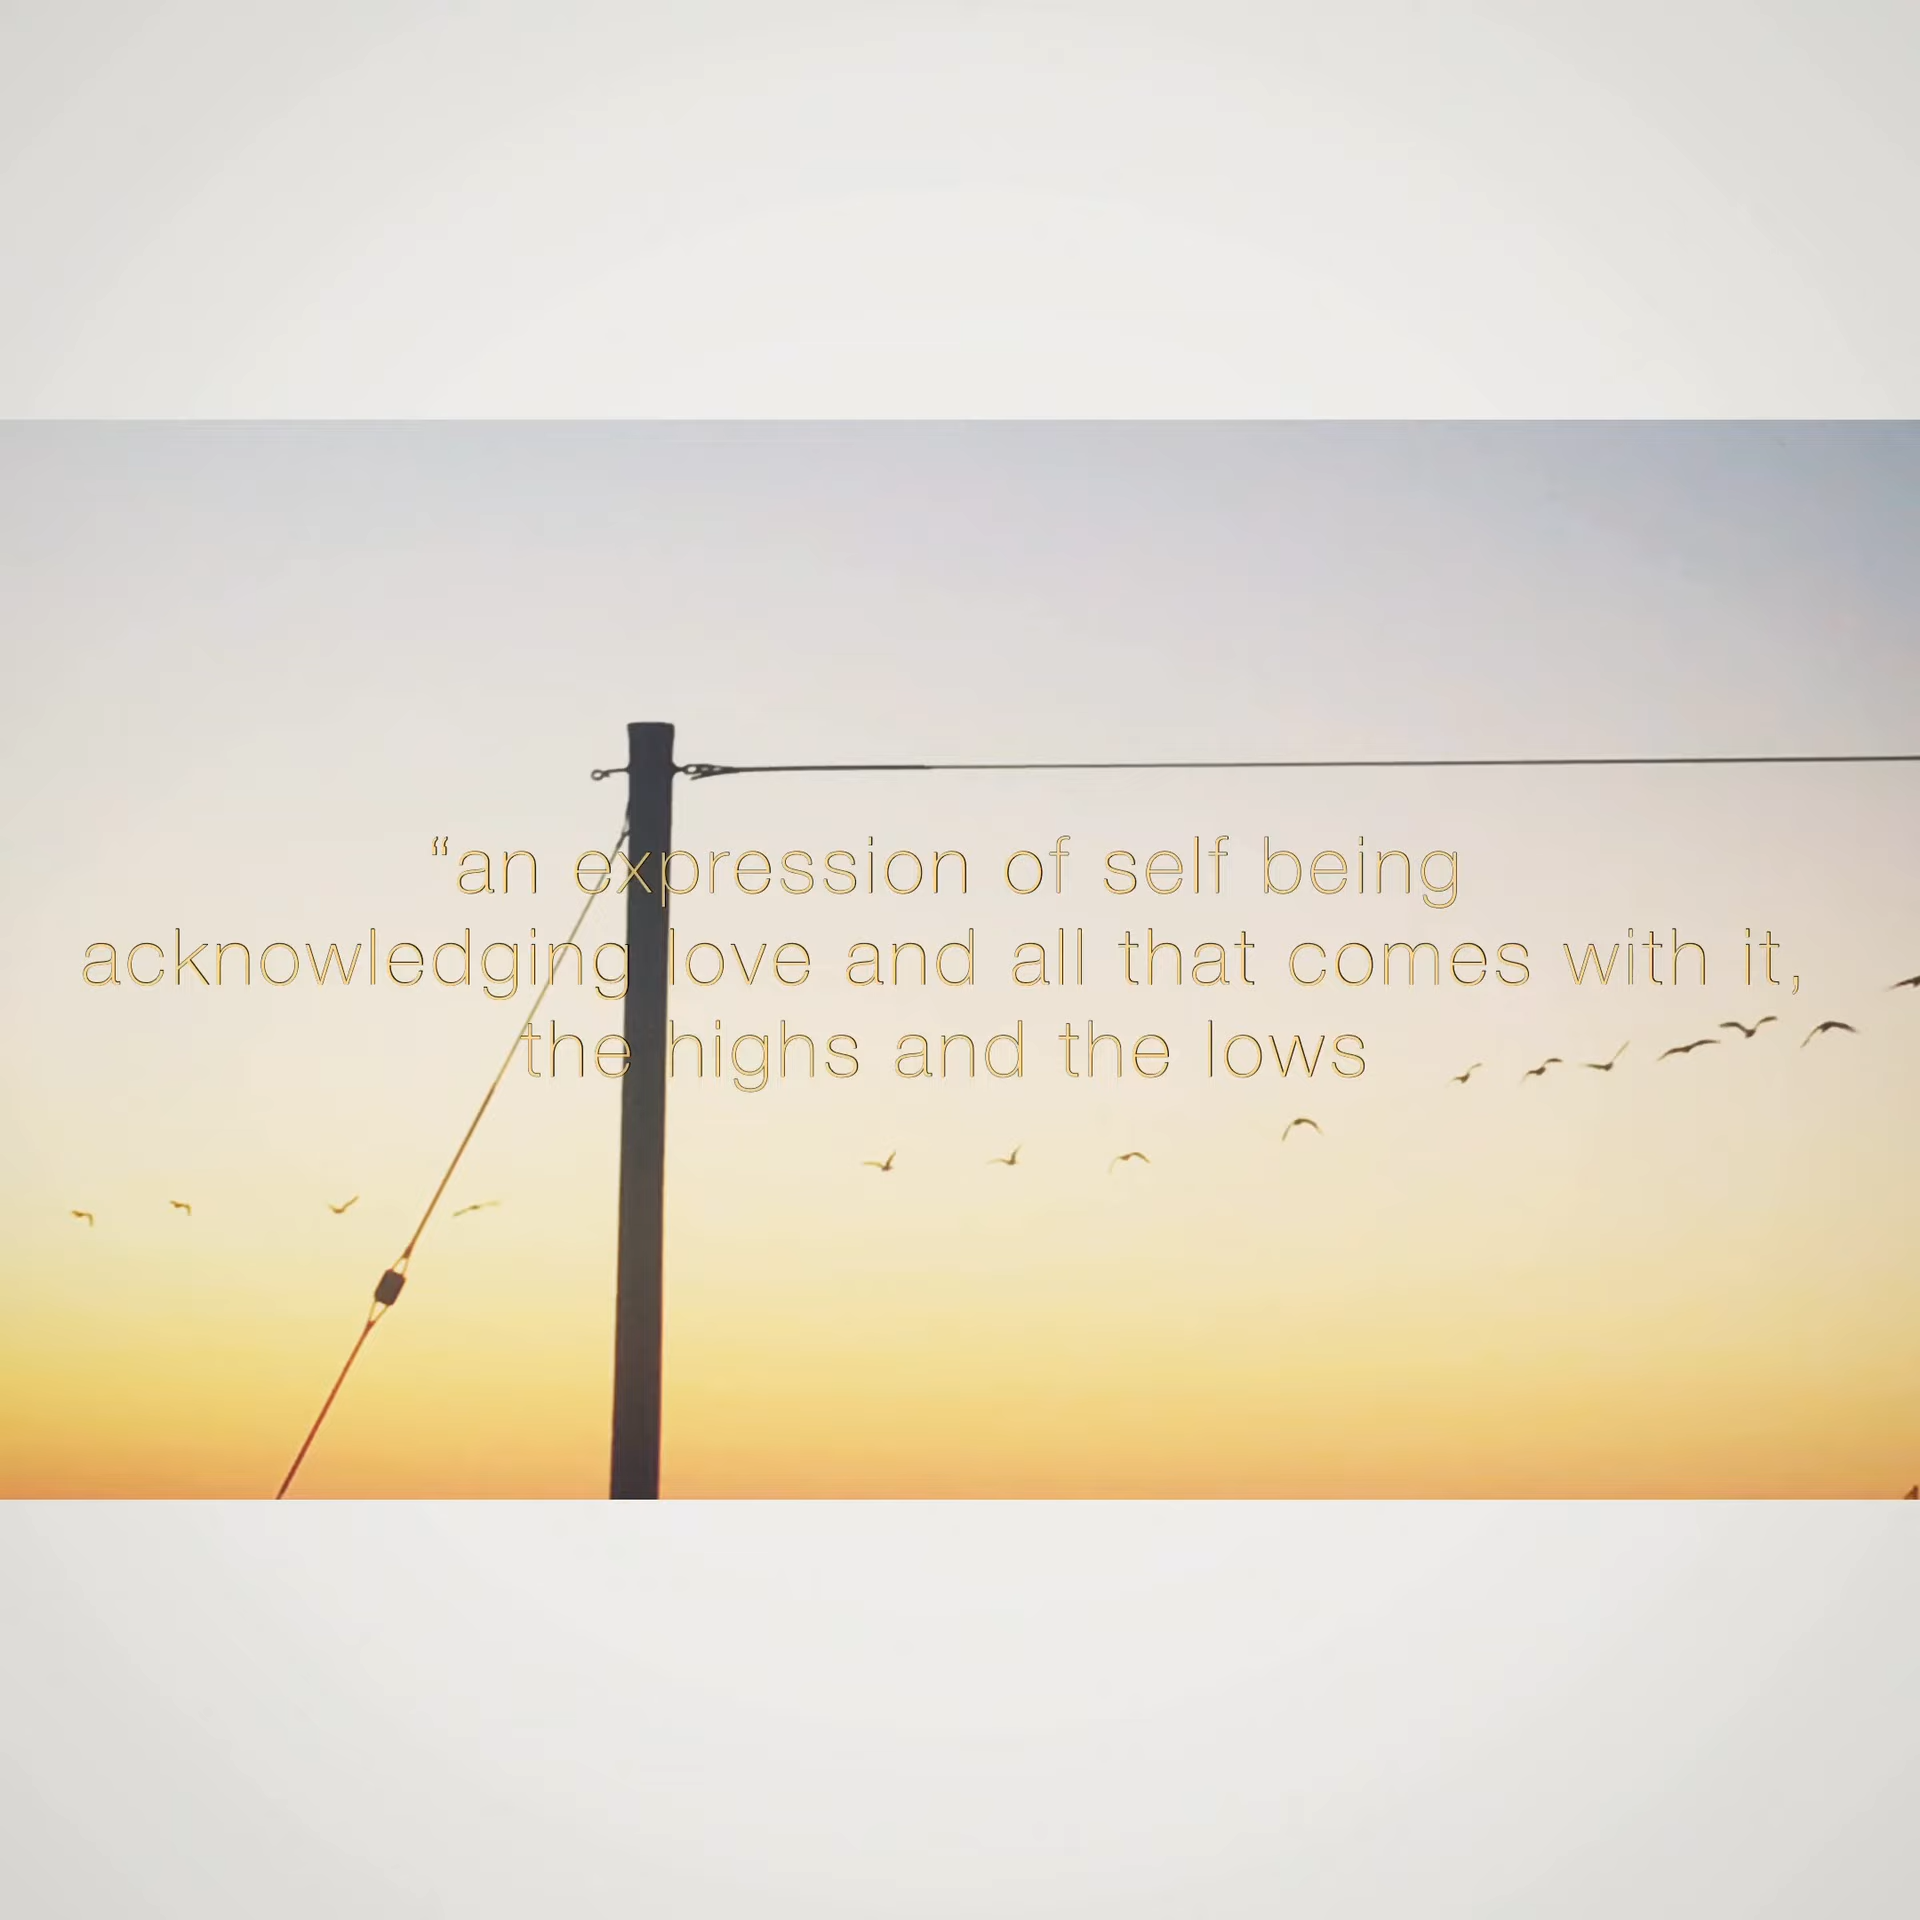 “an expression of self being
acknowledging love and all that comes with it,
the highs and the lows